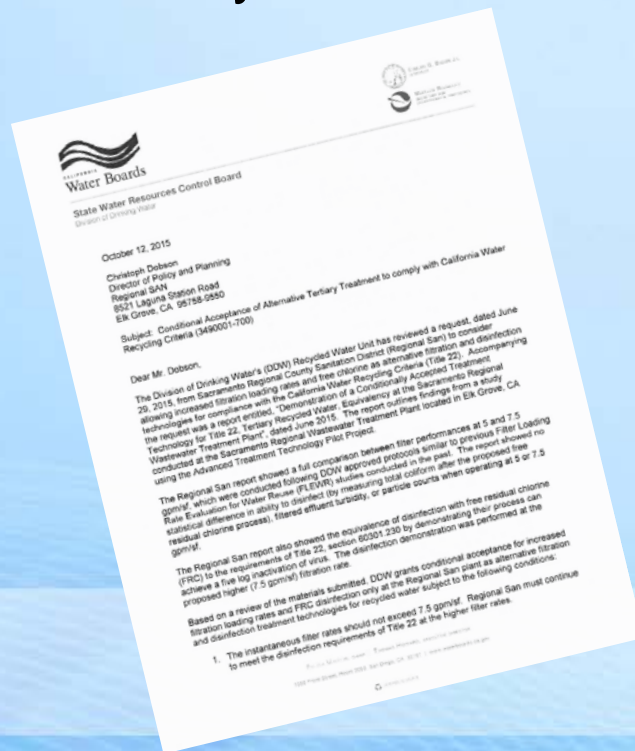 CALIFORNIA
Water Boards
State Water Resources Control Board
Division of Drinking Water
October 12, 2015
Christoph Dobson
Director of Policy and Planning
Regional SAN
8521 Laguna Station Road
Elk Grove, CA 95758-9550
Subject: Conditional Acceptance of Alternative Tertiary Treatment to comply with California Water
Recycling Criteria (3490001-700)
Dear Mr. Dobson,
The Division of Drinking Water's (DDW) Recycled Water Unit has reviewed a request, dated June
29, 2015, from Sacramento Regional County Sanitation District (Regional San) to consider
allowing increased filtration loading rates and free chlorine as alternative filtration and disinfection
technologies for compliance with the California Water Recycling Criteria (Title 22). Accompanying
the request was a report entitled, "Demonstration of a Conditionally Accepted Treatment
Technology for Title 22, Tertiary Recycled Water, Equivalency at the Sacramento Regional
Wastewater Treatment Plant", dated June 2015. The report outlines findings from a study
conducted at the Sacramento Regional Wastewater Treatment Plant located in Elk Grove, CA
using the Advanced Treatment Technology Pilot Project.
The Regional San report showed a full comparison between filter performances at 5 and 7.5
gpm/sf, which were conducted following DDW approved protocols similar to previous Filter Loading
Rate Evaluation for Water Reuse (FLEWR) studies conducted in the past. The report showed no
statistical difference in ability to disinfect (by measuring total coliform after the proposed free
residual chlorine process), filtered effluent turbidity, or particle counts when operating at 5 or 7.5
gpm/sf.
The Regional San report also showed the equivalence of disinfection with free residual chlorine
(FRC) to the requirements of Title 22, section 60301.230 by demonstrating their process can
achieve a five log inactivation of virus. The disinfection demonstration was performed at the
proposed higher (7.5 gpm/sf) filtration rate.
Based on a review of the materials submitted, DDW grants conditional acceptance for increased
filtration loading rates and FRC disinfection only at the Regional San plant as alternative filtration
and disinfection treatment technologies for recycled water subject to the following conditions:
1. The instantaneous filter rates should not exceed 7.5 gpm/sf. Regional San must continue
to meet the disinfection requirements of Title 22 at the higher filter rates.